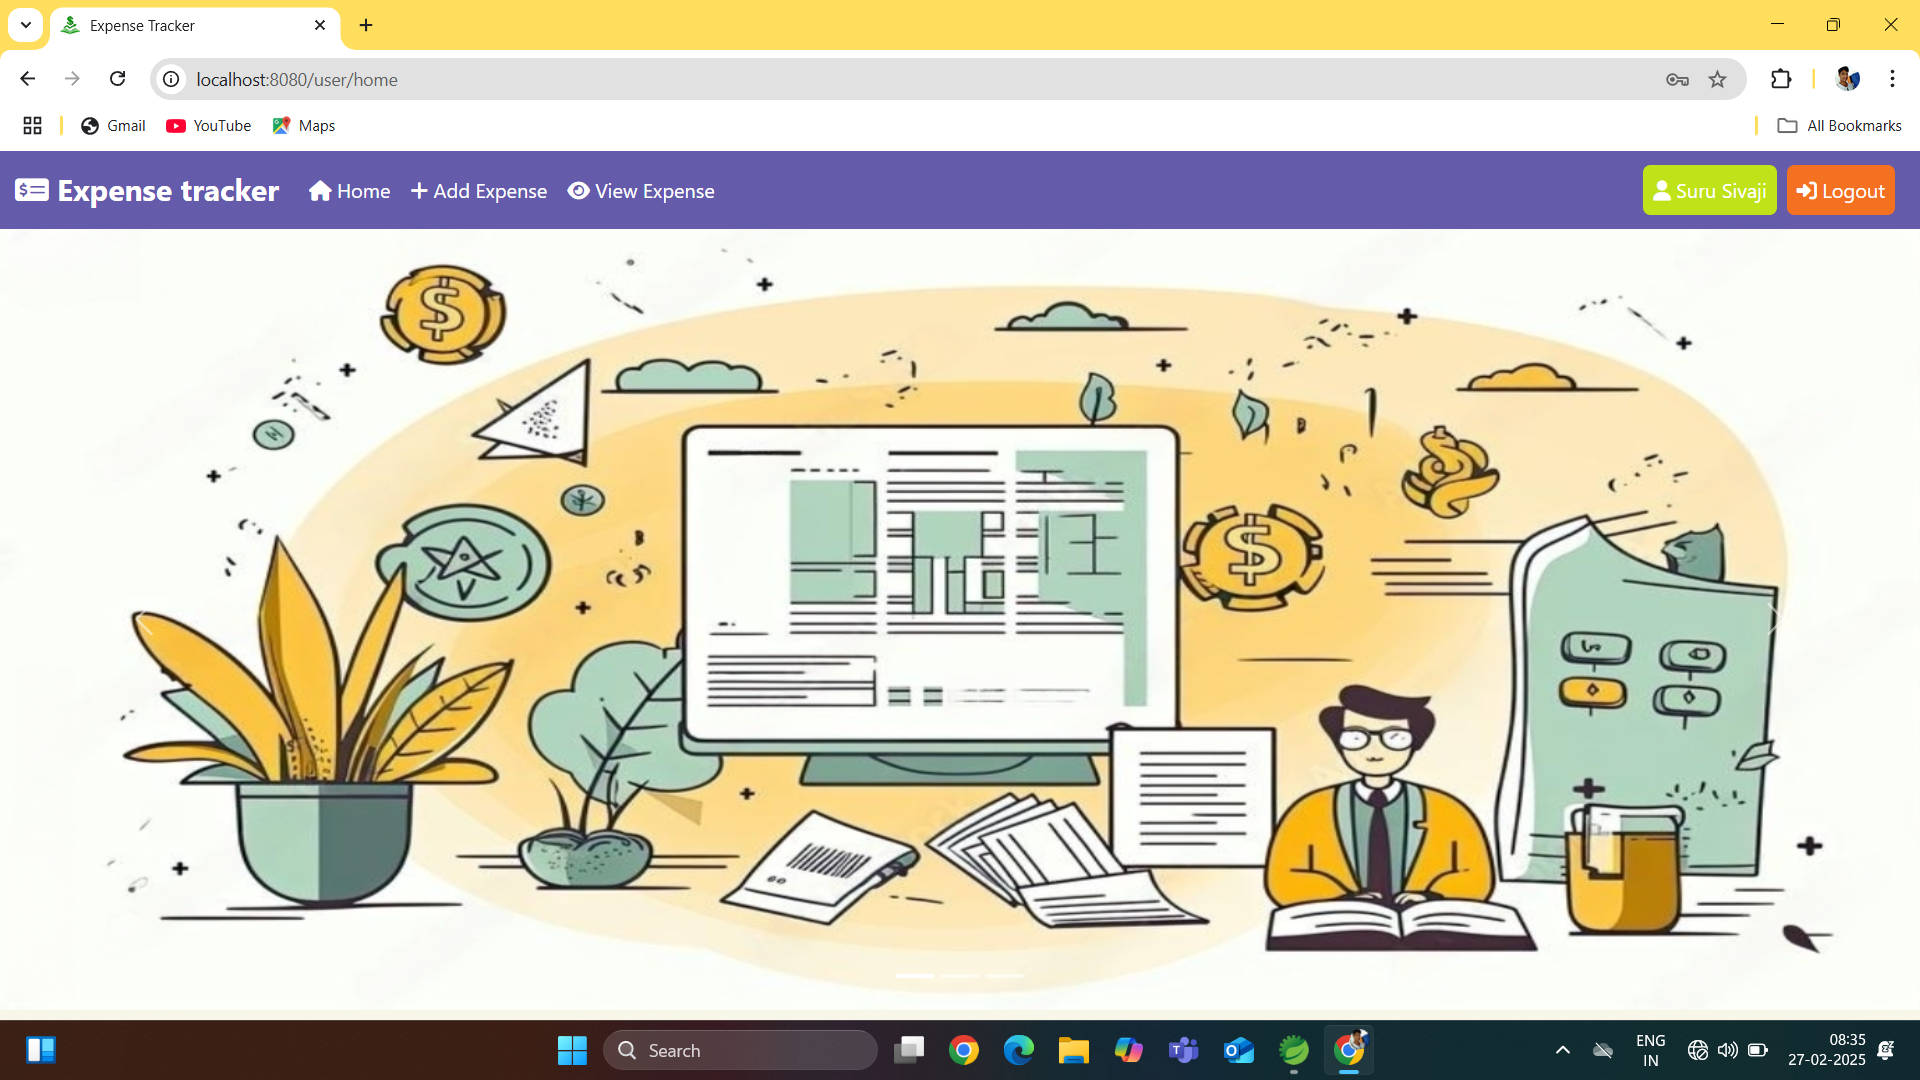 Expense Tracker
localhost:8080/user/home
Gmail YouTube Maps All Bookmarks
Expense tracker Home Add Expense View Expense Suru Sivaji Logout
Search
ENG
IN
08:35
27-02-2025